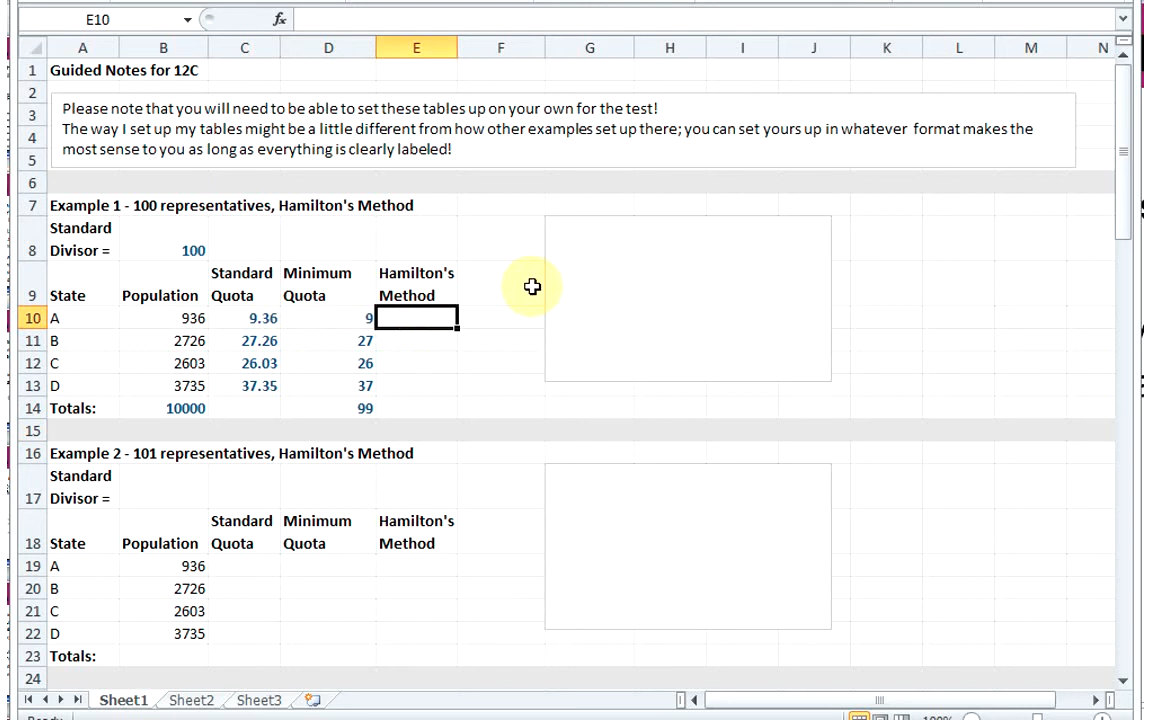 E10 fx
A B C D E F G H I J K L M N
1 Guided Notes for 12C
2
3 Please note that you will need to be able to set these tables up on your own for the test!
4 The way I set up my tables might be a little different from how other examples set up there; you can set yours up in whatever format makes the
5 most sense to you as long as everything is clearly labeled!
6
7 Example 1 - 100 representatives, Hamilton's Method
Standard
8 Divisor = 100
Standard Minimum Hamilton's
9 State Population Quota Quota Method
10 A 936 9.36 9
11 B 2726 27.26 27
12 C 2603 26.03 26
13 D 3735 37.35 37
14 Totals: 10000 99
15
16 Example 2 - 101 representatives, Hamilton's Method
Standard
17 Divisor =
Standard Minimum Hamilton's
18 State Population Quota Quota Method
19 A 936
20 B 2726
21 C 2603
22 D 3735
23 Totals:
24
Sheet1 Sheet2 Sheet3